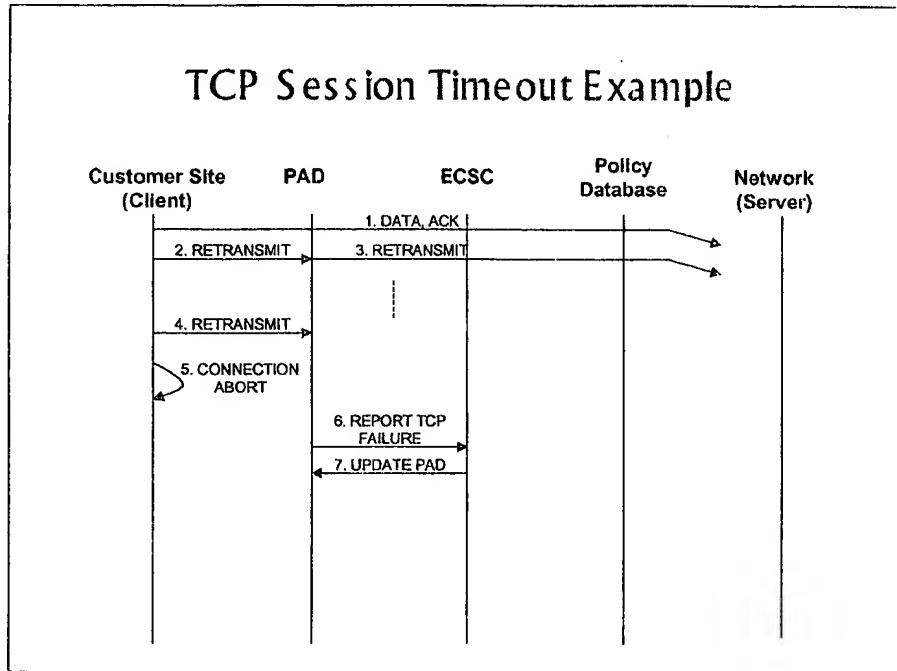 TCP Session Timeout Example
Customer Site
(Client)
PAD
ECSC
Policy
Database
Network
(Server)
1. DATA, ACK
2. RETRANSMIT
3. RETRANSMIT
4. RETRANSMIT
5. CONNECTION
ABORT
6. REPORT TCP
FAILURE
7. UPDATE PAD